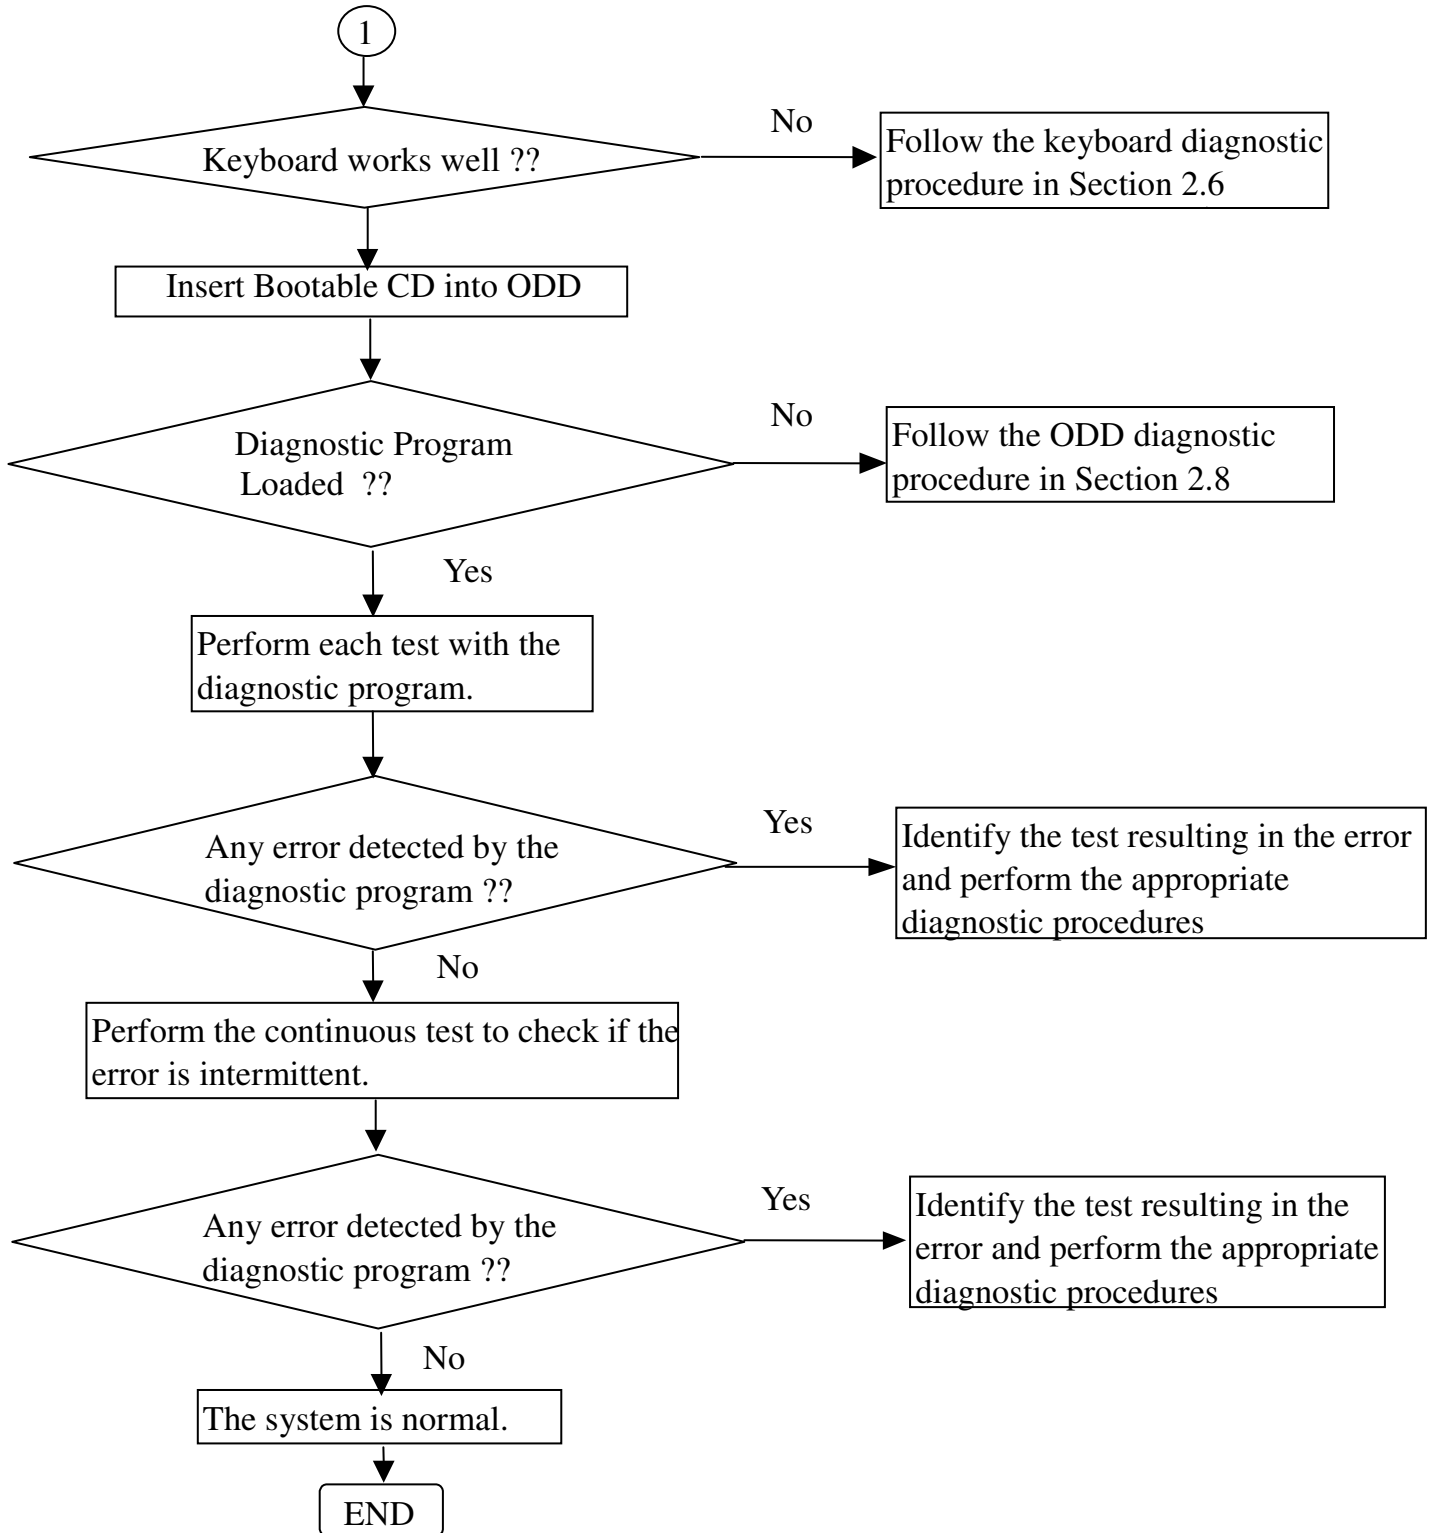 1
Keyboard works well ??
No
Follow the keyboard diagnostic
procedure in Section 2.6
Insert Bootable CD into ODD
Diagnostic Program
Loaded ??
No
Follow the ODD diagnostic
procedure in Section 2.8
Yes
Perform each test with the
diagnostic program.
Any error detected by the
diagnostic program ??
Yes
Identify the test resulting in the error
and perform the appropriate
diagnostic procedures
No
Perform the continuous test to check if the
error is intermittent.
Any error detected by the
diagnostic program ??
Yes
Identify the test resulting in the
error and perform the appropriate
diagnostic procedures
No
The system is normal.
END